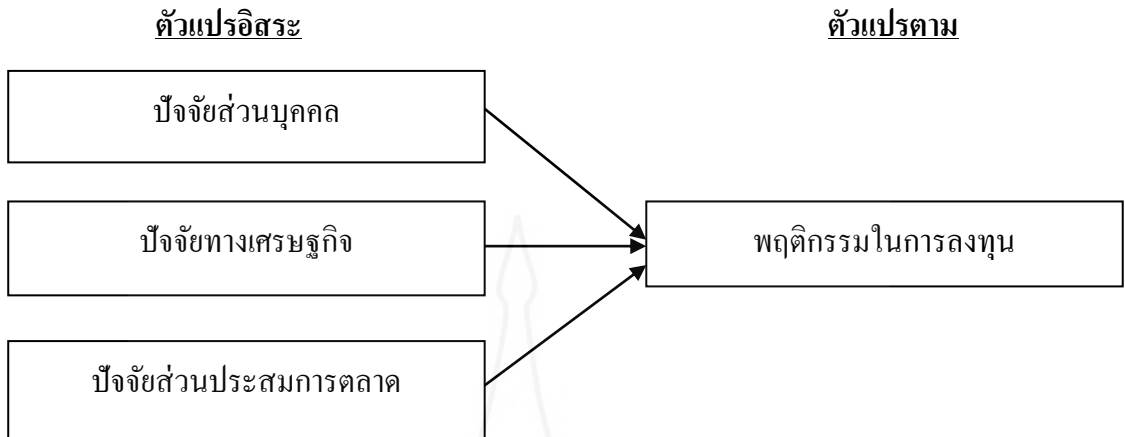 ตัวแปรอิสระ
ตัวแปรตาม
ปัจจัยส่วนบุคคล
ปัจจัยทางเศรษฐกิจ
พฤติกรรมในการลงทุน
ปัจจัยส่วนประสมการตลาด